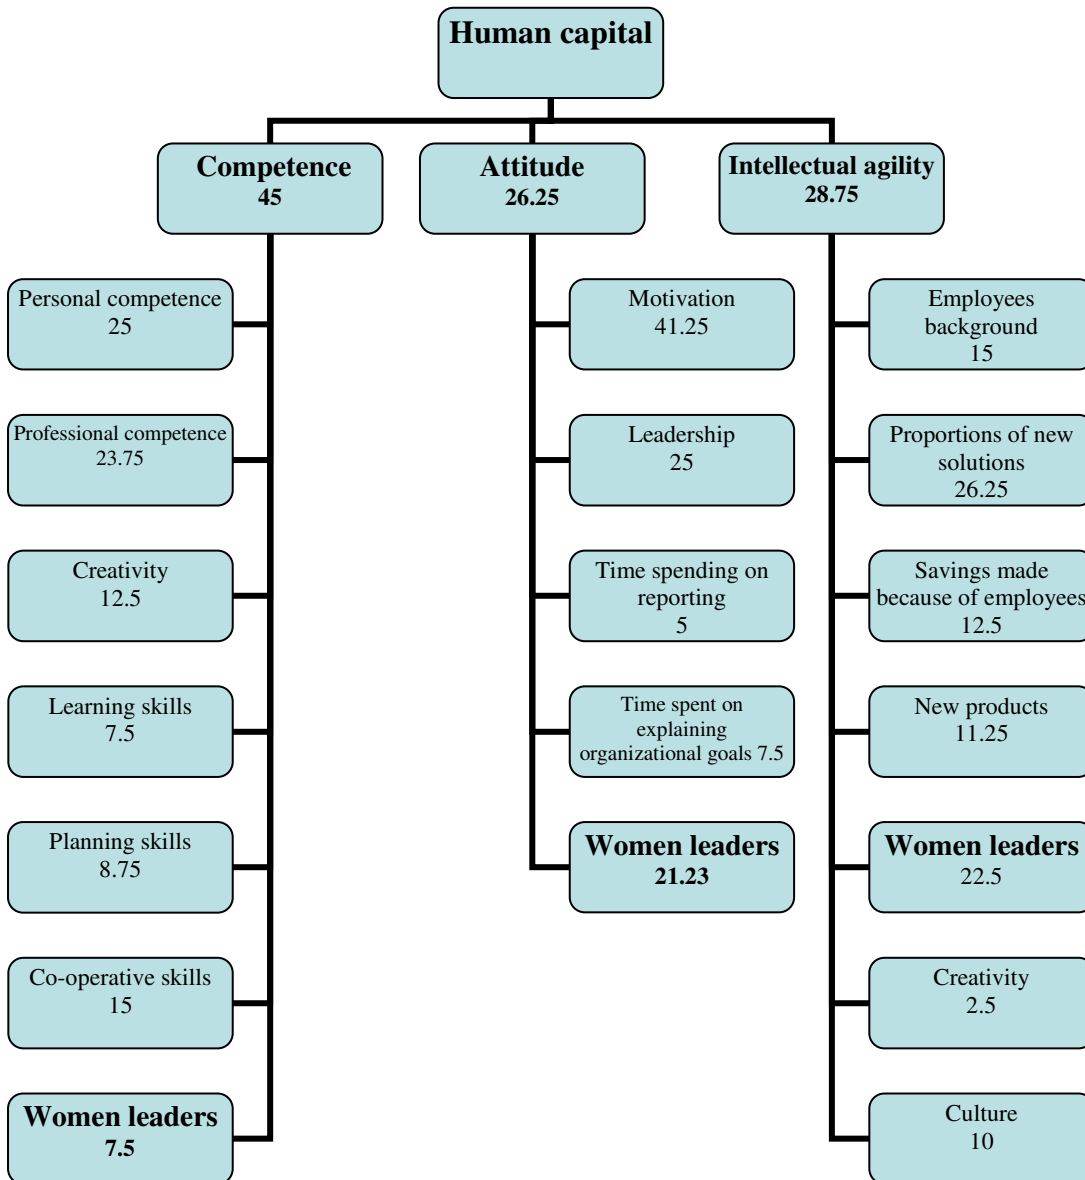 Human capital
Competence
45
Attitude
26.25
Intellectual agility
28.75
Personal competence
25
Professional competence
23.75
Creativity
12.5
Learning skills
7.5
Planning skills
8.75
Co-operative skills
15
Women leaders
7.5
Motivation
41.25
Leadership
25
Time spending on
reporting
5
Time spent on
explaining
organizational goals 7.5
Women leaders
21.23
Employees
background
15
Proportions of new
solutions
26.25
Savings made
because of employees
12.5
New products
11.25
Women leaders
22.5
Creativity
2.5
Culture
10